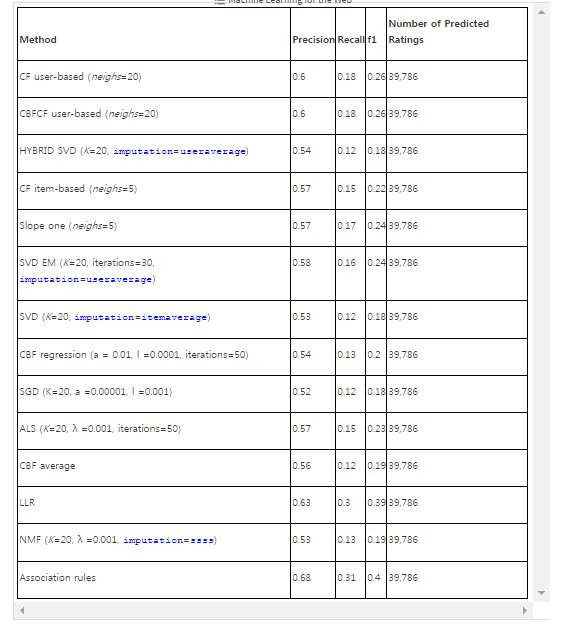 Machine Learning for the Web
Number of Predicted
Method Precision Recall f1 Ratings
CF user-based (neighs=20) 0.6 0.18 0.26 39,786
CBFCF user-based (neighs=20) 0.6 0.18 0.26 39,786
HYBRID SVD (K=20, imputation=useraverage) 0.54 0.12 0.18 39,786
CF item-based (neighs=5) 0.57 0.15 0.22 39,786
Slope one (neighs=5) 0.57 0.17 0.24 39,786
SVD EM (K=20, iterations=30, 0.58 0.16 0.24 39,786
imputation=useraverage)
SVD (K=20, imputation=itemaverage) 0.53 0.12 0.18 39,786
CBF regression (a = 0.01, l =0.0001, iterations=50) 0.54 0.13 0.2 39,786
SGD (K=20, a =0.00001, l =0.001) 0.52 0.12 0.18 39,786
ALS (K=20, λ =0.001, iterations=50) 0.57 0.15 0.23 39,786
CBF average 0.56 0.12 0.19 39,786
LLR 0.63 0.3 0.39 39,786
NMF (K=20, λ =0.001, imputation=ssss) 0.53 0.13 0.19 39,786
Association rules 0.68 0.31 0.4 39,786